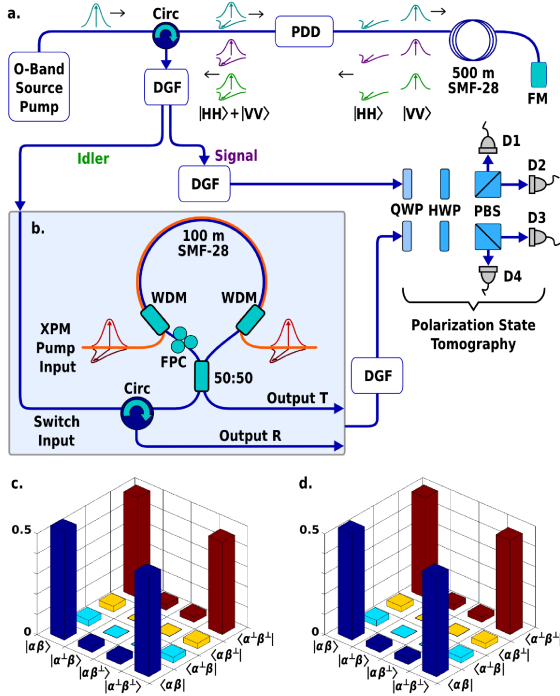 a.
Circ
PDD
O-Band
Source
Pump
DGF
|HH⟩+|VV⟩
|HH⟩
|VV⟩
500 m
SMF-28
FM
Idler
Signal
DGF
D1
D2
QWP
HWP
PBS
D3
D4
Polarization State
Tomography
b.
100 m
SMF-28
WDM
WDM
XPM
Pump
Input
FPC
50:50
Circ
Output T
Switch
Input
Output R
DGF
c.
0.5
0
|αβ⟩
|α⊥β⟩
|αβ⊥⟩
|α⊥β⊥⟩
⟨αβ|
⟨α⊥β|
⟨αβ⊥|
⟨α⊥β⊥|
d.
0.5
0
|αβ⟩
|α⊥β⟩
|αβ⊥⟩
|α⊥β⊥⟩
⟨αβ|
⟨α⊥β|
⟨αβ⊥|
⟨α⊥β⊥|